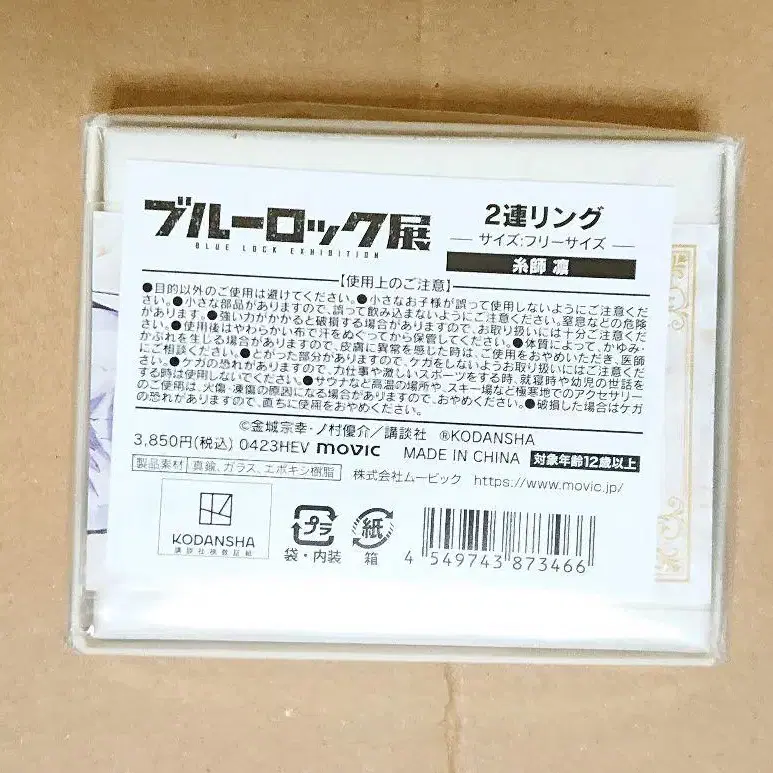 ブルーロック展
BLUE LOCK EXHIBITION
2連リング
サイズ:フリーサイズ
糸師 凛
【使用上のご注意】
●目的以外のご使用は避けてください。●小さなお子様が誤って使用しないようにご注意くだ
さい。●小さな部品がありますので、誤って飲み込まないようにご注意ください。窒息などの危険
があります。●強い力がかかると破損する場合がありますので、お取り扱いには十分ご注意くださ
い。●使用後はやわらかい布で汗をぬぐってから保管してください。●体質によって、かゆみ・
かぶれを生じる場合がありますので、皮膚に異常を感じた時は、ご使用をおやめいただき、医師
にご相談ください。●とがった部分がありますので、ケガをしないようお取り扱いにはご注意くださ
い。●ケガの恐れがありますので、力仕事や激しいスポーツをする時、就寝時や幼児の世話を
する時は使用しないでください。●サウナなど高温の場所や、スキー場など極寒地でのアクセサリー
のご使用は、火傷・凍傷の原因になる場合がありますので、おやめください。●破損した場合はケガ
の恐れがありますので、直ちに使用をおやめください。
©金城宗幸・ノ村優介／講談社 ®KODANSHA
3,850円(税込) 0423HEV movic MADE IN CHINA 対象年齢12歳以上
製品素材 真鍮、ガラス、エポキシ樹脂 株式会社ムービック https://www.movic.jp/
KODANSHA
講談社複製証紙
プラ
袋・内装
紙
箱
4 549743 873466